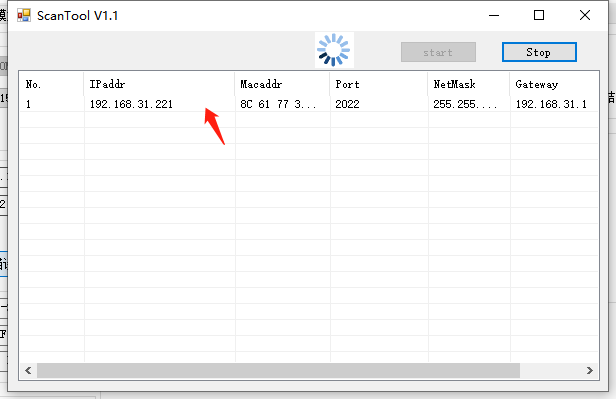 ScanTool V1.1
start Stop
No. IPaddr Macaddr Port NetMask Gateway
1 192.168.31.221 8C 61 77 3... 2022 255.255.... 192.168.31.1